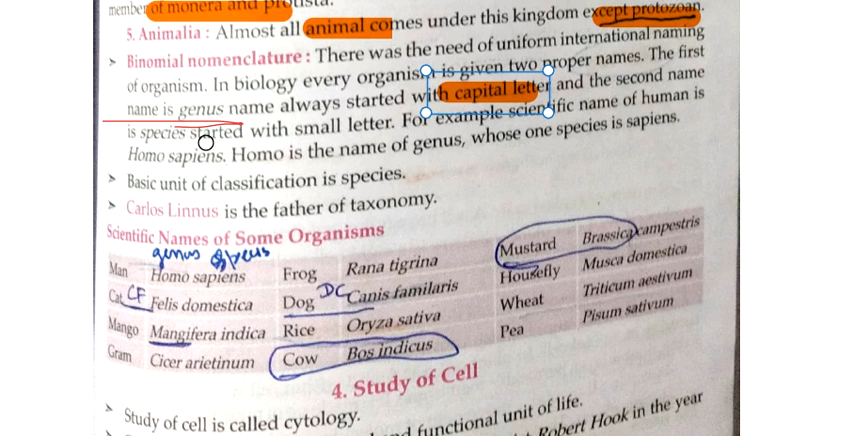 member of monera and protista.
5. Animalia : Almost all animal comes under this kingdom except protozoan.
➢ Binomial nomenclature : There was the need of uniform international naming
of organism. In biology every organism is given two proper names. The first
name is genus name always started with capital letter and the second name
is species started with small letter. For example scientific name of human is
Homo sapiens. Homo is the name of genus, whose one species is sapiens.
➢ Basic unit of classification is species.
➢ Carlos Linnus is the father of taxonomy.
Scientific Names of Some Organisms
genus
Man Homo sapiens Frog Rana tigrina Mustard Brassica campestris
Cat CF Felis domestica Dog DC Canis familaris Housefly Musca domestica
Mango Mangifera indica Rice Oryza sativa Wheat Triticum aestivum
Gram Cicer arietinum Cow Bos indicus Pea Pisum sativum
4. Study of Cell
➢ Study of cell is called cytology.
functional unit of life.
Robert Hook in the year